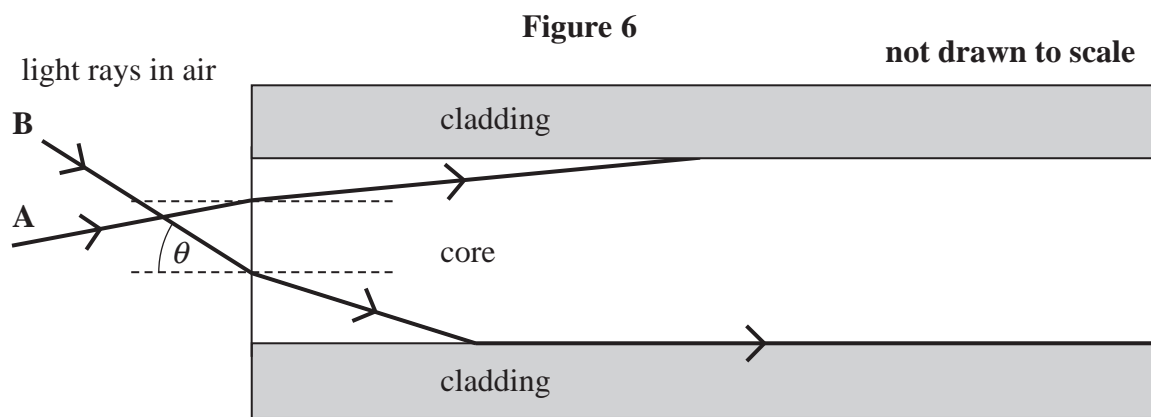 Figure 6
not drawn to scale
light rays in air
B
cladding
A
θ
core
cladding